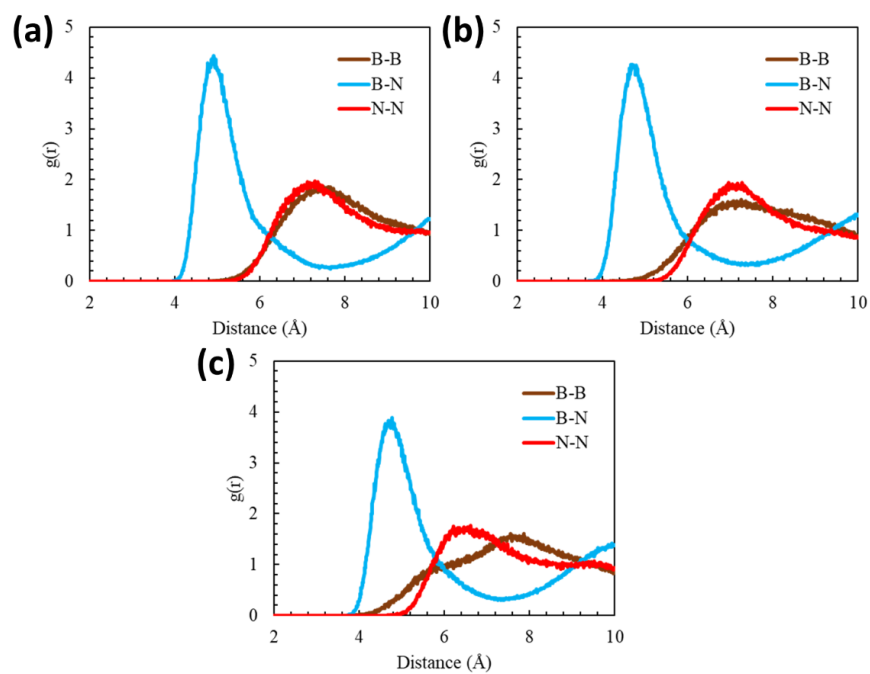 (a)
5
4
3
2
1
0
g(r)
B-B
B-N
N-N
2 4 6 8 10
Distance (Å)
(b)
5
4
3
2
1
0
g(r)
B-B
B-N
N-N
2 4 6 8 10
Distance (Å)
(c)
5
4
3
2
1
0
g(r)
B-B
B-N
N-N
2 4 6 8 10
Distance (Å)